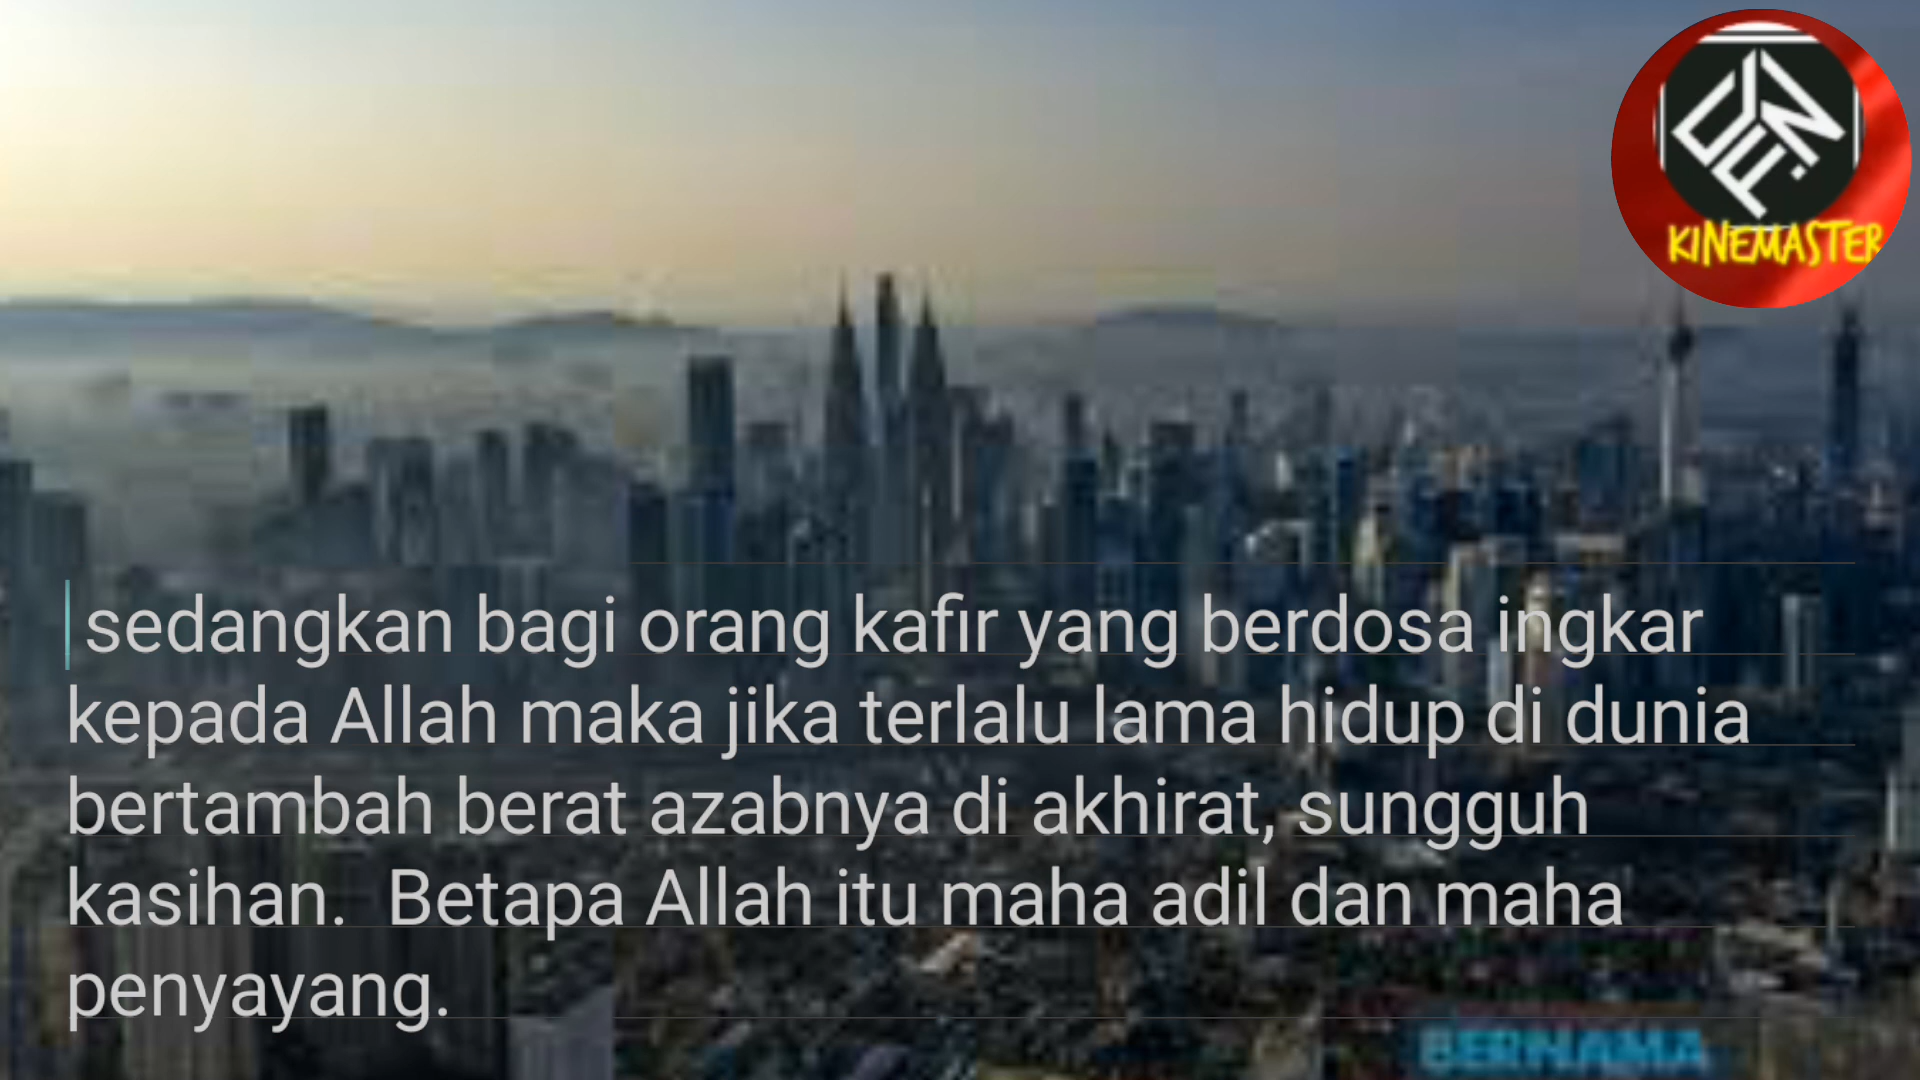 KINEMASTER
sedangkan bagi orang kafir yang berdosa ingkar
kepada Allah maka jika terlalu lama hidup di dunia
bertambah berat azabnya di akhirat, sungguh
kasihan.  Betapa Allah itu maha adil dan maha
penyayang.
BERNAMA